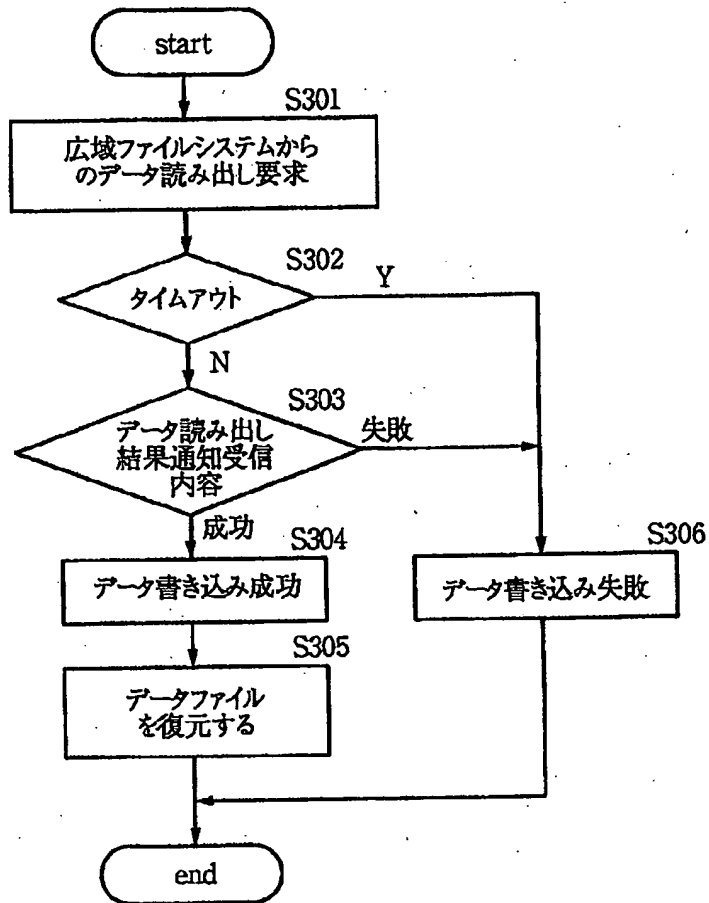 start
S301
広域ファイルシステムから
のデータ読み出し要求
S302
タイムアウト
Y
N
S303
データ読み出し
結果通知受信
内容
失敗
成功
S304
データ書き込み成功
S306
データ書き込み失敗
S305
データファイル
を復元する
end